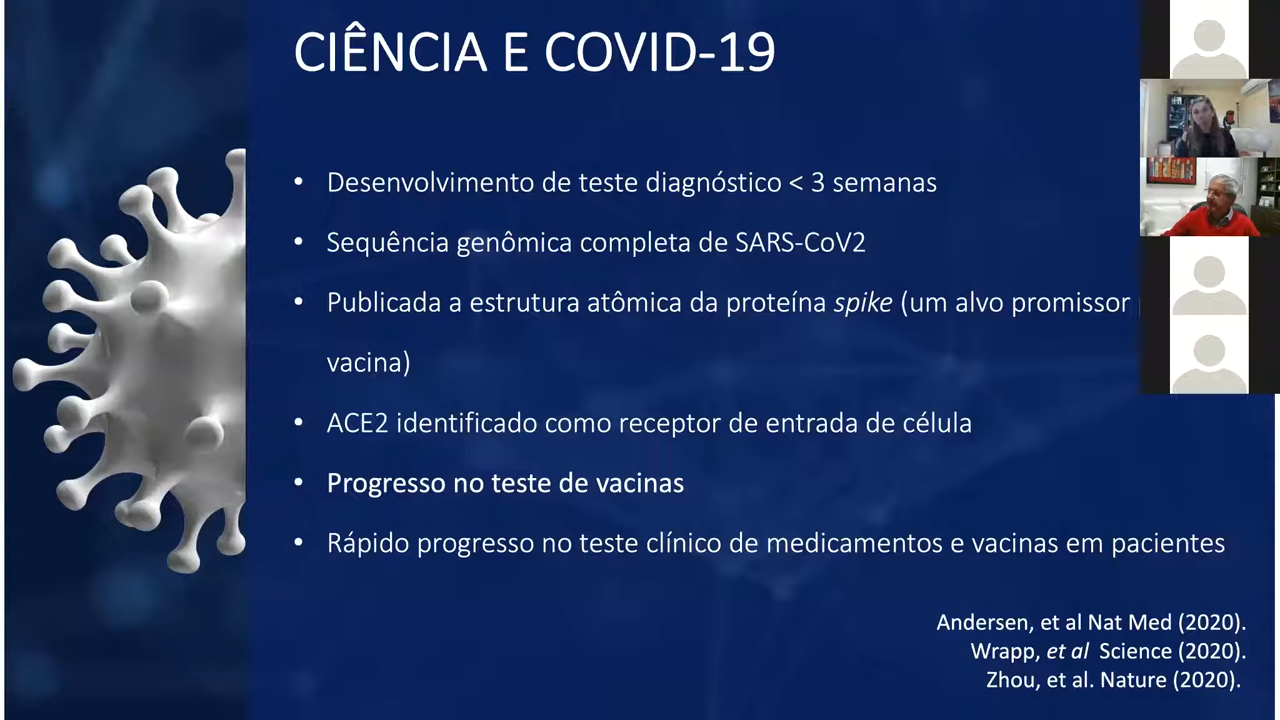 CIÊNCIA E COVID-19
• Desenvolvimento de teste diagnóstico < 3 semanas
• Sequência genômica completa de SARS-CoV2
• Publicada a estrutura atômica da proteína spike (um alvo promissor
vacina)
• ACE2 identificado como receptor de entrada de célula
• Progresso no teste de vacinas
• Rápido progresso no teste clínico de medicamentos e vacinas em pacientes
Andersen, et al Nat Med (2020).
Wrapp, et al Science (2020).
Zhou, et al. Nature (2020).